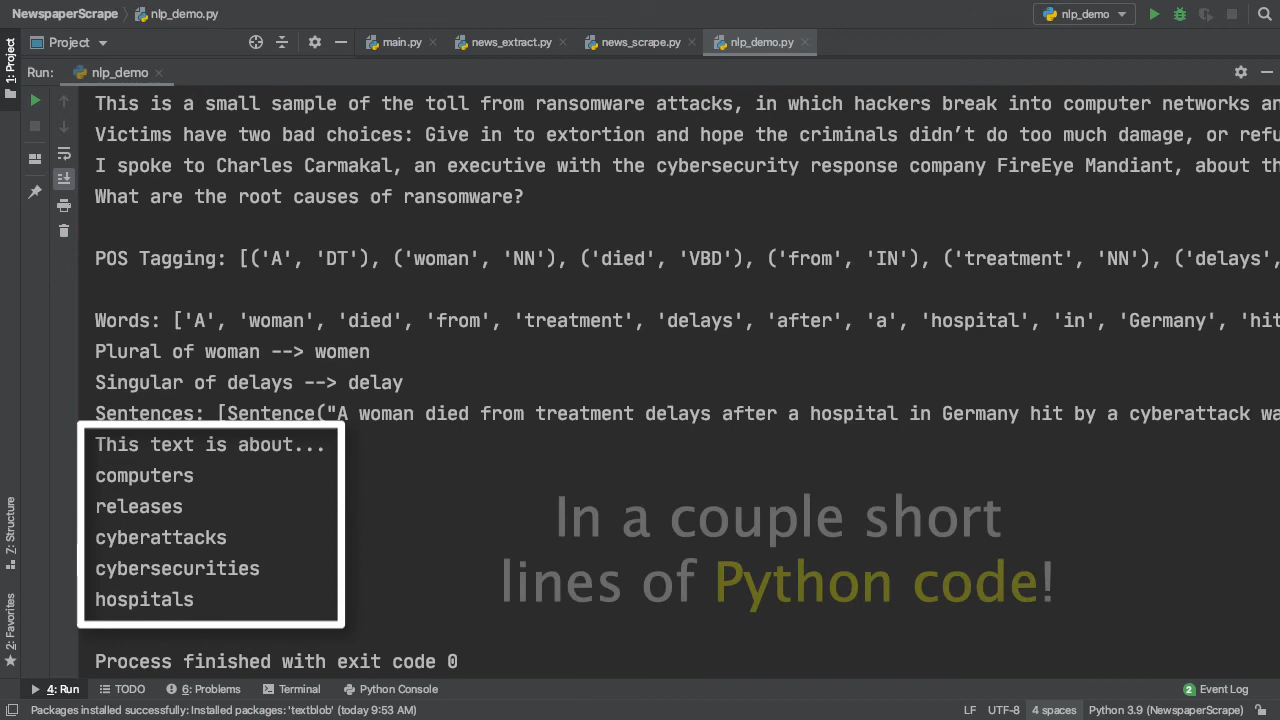 NewspaperScrape nlp_demo.py nlp_demo
Project main.py news_extract.py news_scrape.py nlp_demo.py
1: Project
Run: nlp_demo
This is a small sample of the toll from ransomware attacks, in which hackers break into computer networks an
Victims have two bad choices: Give in to extortion and hope the criminals didn’t do too much damage, or refu
I spoke to Charles Carmakal, an executive with the cybersecurity response company FireEye Mandiant, about th
What are the root causes of ransomware?
POS Tagging: [('A', 'DT'), ('woman', 'NN'), ('died', 'VBD'), ('from', 'IN'), ('treatment', 'NN'), ('delays',
Words: ['A', 'woman', 'died', 'from', 'treatment', 'delays', 'after', 'a', 'hospital', 'in', 'Germany', 'hit
Plural of woman --> women
Singular of delays --> delay
Sentences: [Sentence("A woman died from treatment delays after a hospital in Germany hit by a cyberattack wa
This text is about...
computers
releases
cyberattacks
cybersecurities
hospitals
In a couple short
lines of Python code!
Process finished with exit code 0
Z: Structure
2: Favorites
4: Run TODO 6: Problems Terminal Python Console 2 Event Log
Packages installed successfully: Installed packages: 'textblob' (today 9:53 AM) LF UTF-8 4 spaces Python 3.9 (NewspaperScrape)